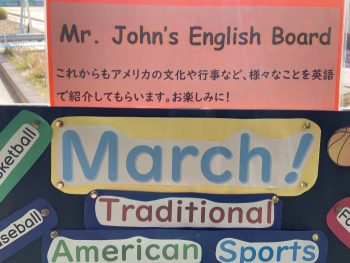 Mr. John's English Board
これからもアメリカの文化や行事など、様々なことを英語
で紹介してもらいます。お楽しみに!
March!
Traditional
American Sports
ketball
aseball